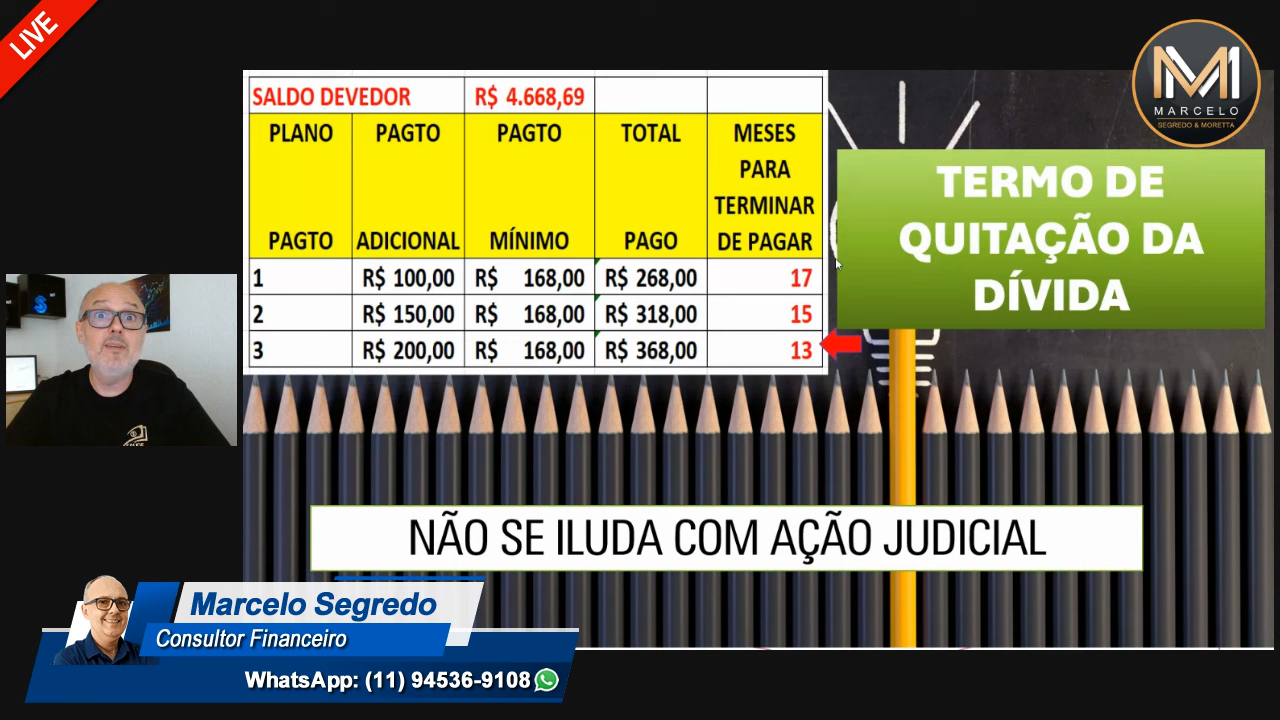 LIVE
MARCELO
SEGREDO & MORETTA
SALDO DEVEDOR R$ 4.668,69
PLANO PAGTO PAGTO TOTAL MESES
PARA
TERMINAR
PAGTO ADICIONAL MÍNIMO PAGO DE PAGAR
1 R$ 100,00 R$ 168,00 R$ 268,00 17
2 R$ 150,00 R$ 168,00 R$ 318,00 15
3 R$ 200,00 R$ 168,00 R$ 368,00 13
TERMO DE
QUITAÇÃO DA
DÍVIDA
NÃO SE ILUDA COM AÇÃO JUDICIAL
Marcelo Segredo
Consultor Financeiro
WhatsApp: (11) 94536-9108